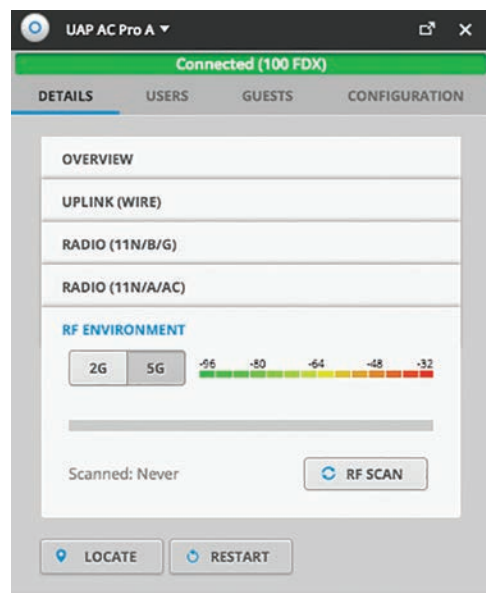 UAP AC Pro A
Connected (100 FDX)
DETAILS USERS GUESTS CONFIGURATION
OVERVIEW
UPLINK (WIRE)
RADIO (11N/B/G)
RADIO (11N/A/AC)
RF ENVIRONMENT
2G 5G -96 -80 -64 -48 -32
Scanned: Never RF SCAN
LOCATE RESTART